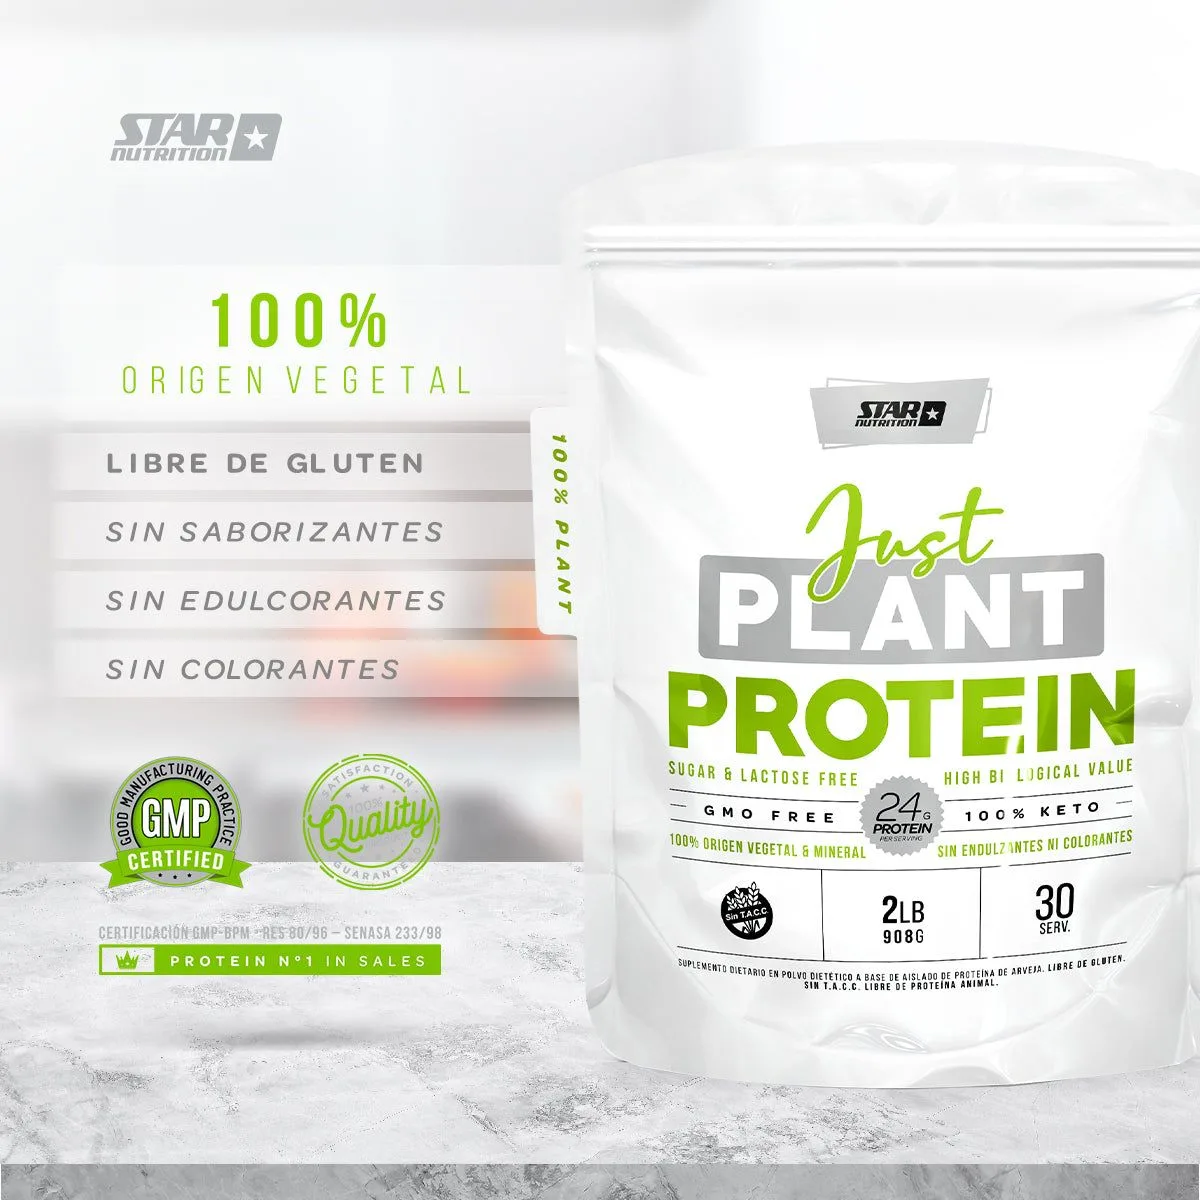 STAR
NUTRITION
100%
ORIGEN VEGETAL
LIBRE DE GLUTEN
SIN SABORIZANTES
SIN EDULCORANTES
SIN COLORANTES
GOOD MANUFACTURING PRACTICE
GMP
CERTIFIED
SATISFACTION
100%
Quality
GUARANTE
CERTIFICACIÓN GMP-BPM - RES 80/96 – SENASA 233/98
PROTEIN Nº1 IN SALES
100% PLANT
STAR
NUTRITION
Just
PLANT
PROTEIN
SUGAR & LACTOSE FREE
HIGH BI LOGICAL VALUE
GMO FREE
100% KETO
24G
PROTEIN
PER SERVING
100% ORIGEN VEGETAL & MINERAL
SIN ENDULZANTES NI COLORANTES
Sin T.A.C.C.
2LB
908G
30
SERV.
SUPLEMENTO DIETARIO EN POLVO DIETÉTICO A BASE DE AISLADO DE PROTEÍNA DE ARVEJA. LIBRE DE GLUTEN.
SIN T.A.C.C. LIBRE DE PROTEÍNA ANIMAL.